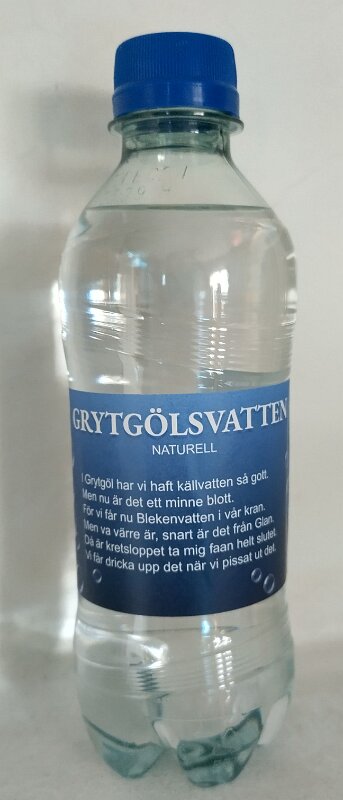 GRYTGÖLSVATTEN
NATURELL
I Grytgöl har vi haft källvatten så gott.
Men nu är det ett minne blott.
För vi får nu Blekenvatten i vår kran.
Men va värre är, snart är det från Glan.
Då är kretsloppet ta mig faan helt slutet.
Vi får dricka upp det när vi pissat ut det.